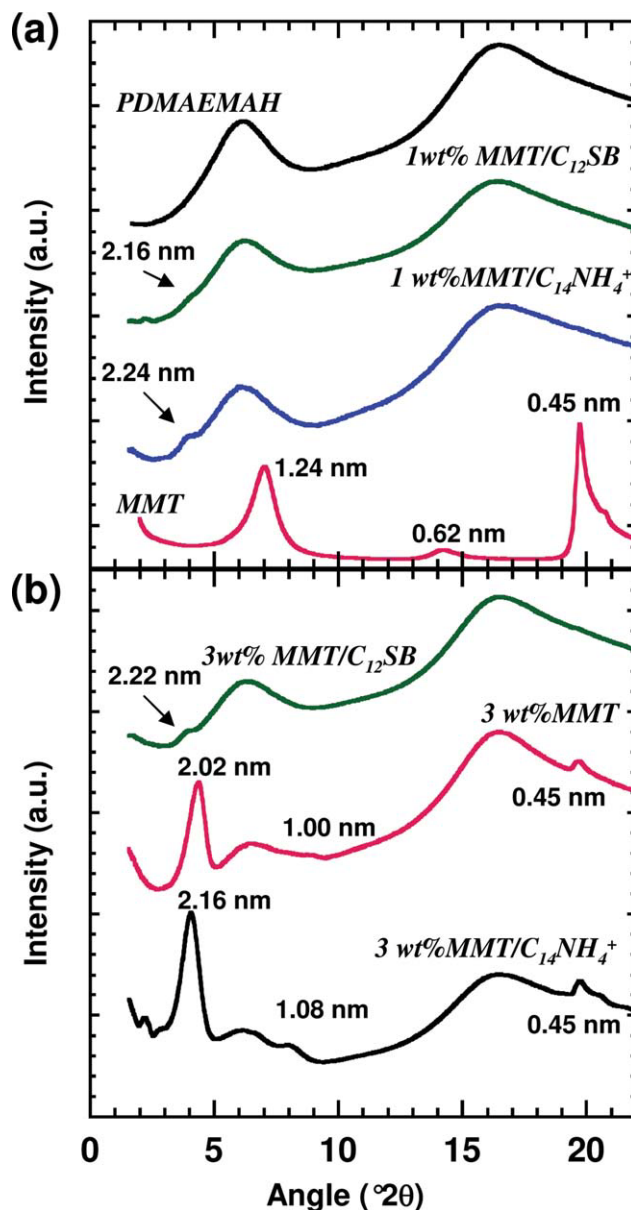 (a)
PDMAEMAH
1wt% MMT/C₁₂SB
2.16 nm
1 wt%MMT/C₁₄NH₄⁺
2.24 nm
0.45 nm
1.24 nm
MMT
0.62 nm
Intensity (a.u.)
(b)
3wt% MMT/C₁₂SB
2.22 nm
3 wt%MMT
2.02 nm
0.45 nm
1.00 nm
2.16 nm
3 wt%MMT/C₁₄NH₄⁺
1.08 nm
0.45 nm
Intensity (a.u.)
0 5 10 15 20
Angle (°2θ)